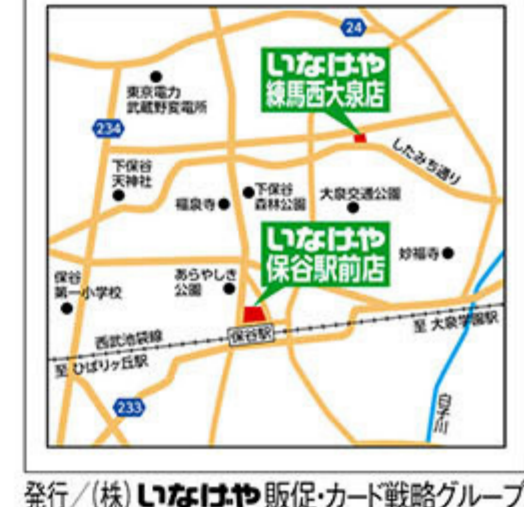 24
いなげや
練馬西大泉店
東京電力
武蔵野変電所
234
したみち通り
下保谷
天神社
福泉寺
下保谷
森林公園
大泉交通公園
いなげや
保谷駅前店
妙福寺
保谷
第一小学校
あらやしき
公園
西武池袋線
保谷駅
至 大泉学園駅
至 ひばりヶ丘駅
233
白子川
発行/(株)いなげや 販促・カード戦略グループ